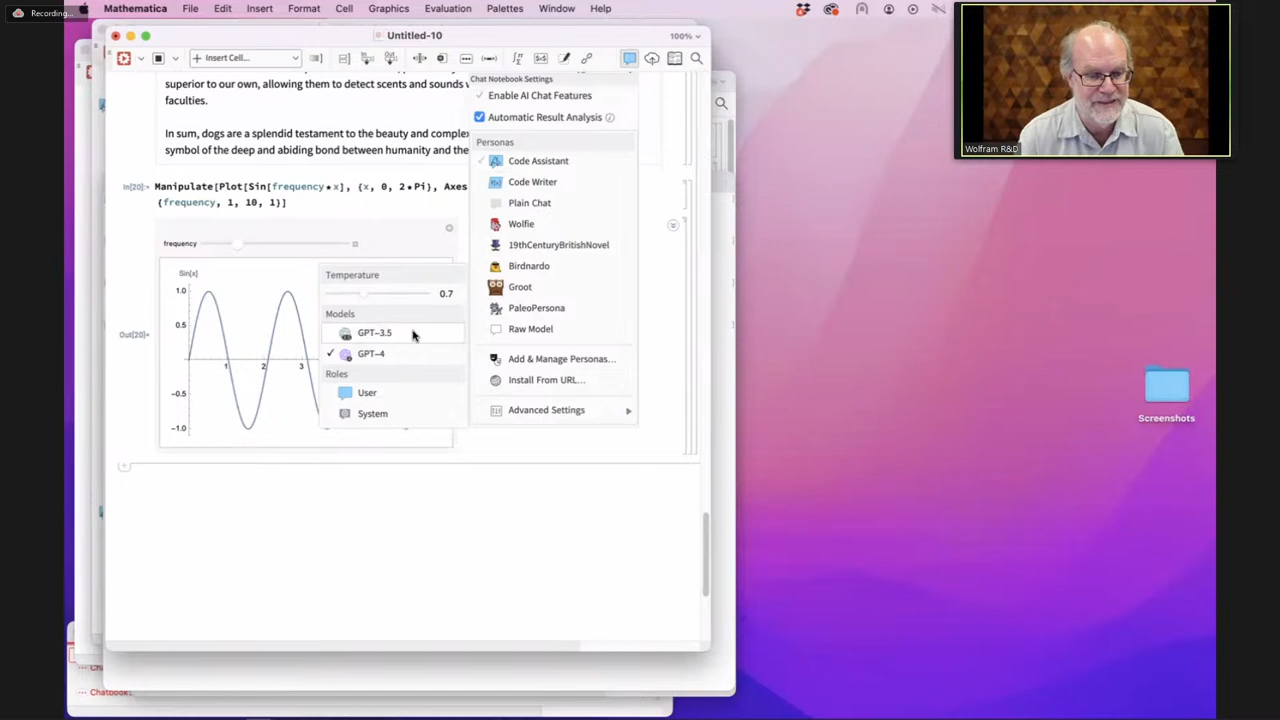 Recording...
Mathematica File Edit Insert Format Cell Graphics Evaluation Palettes Window Help
Untitled-10
100%
Insert Cell...
superior to our own, allowing them to detect scents and sounds
faculties.
In sum, dogs are a splendid testament to the beauty and comple
symbol of the deep and abiding bond between humanity and the
In[20]:= Manipulate[Plot[Sin[frequency*x], {x, 0, 2*Pi}, Axes
{frequency, 1, 10, 1}]
frequency
Sin[x]
1.0
0.5
Out[20]=
1 2 3
-0.5
-1.0
Temperature
0.7
Models
GPT-3.5
✓ GPT-4
Roles
User
System
Chat Notebook Settings
Enable AI Chat Features
Automatic Result Analysis
Personas
Code Assistant
Code Writer
Plain Chat
Wolfie
19thCenturyBritishNovel
Birdnardo
Groot
PaleoPersona
Raw Model
Add & Manage Personas...
Install From URL...
Advanced Settings
Wolfram R&D
Screenshots
Chatbook: